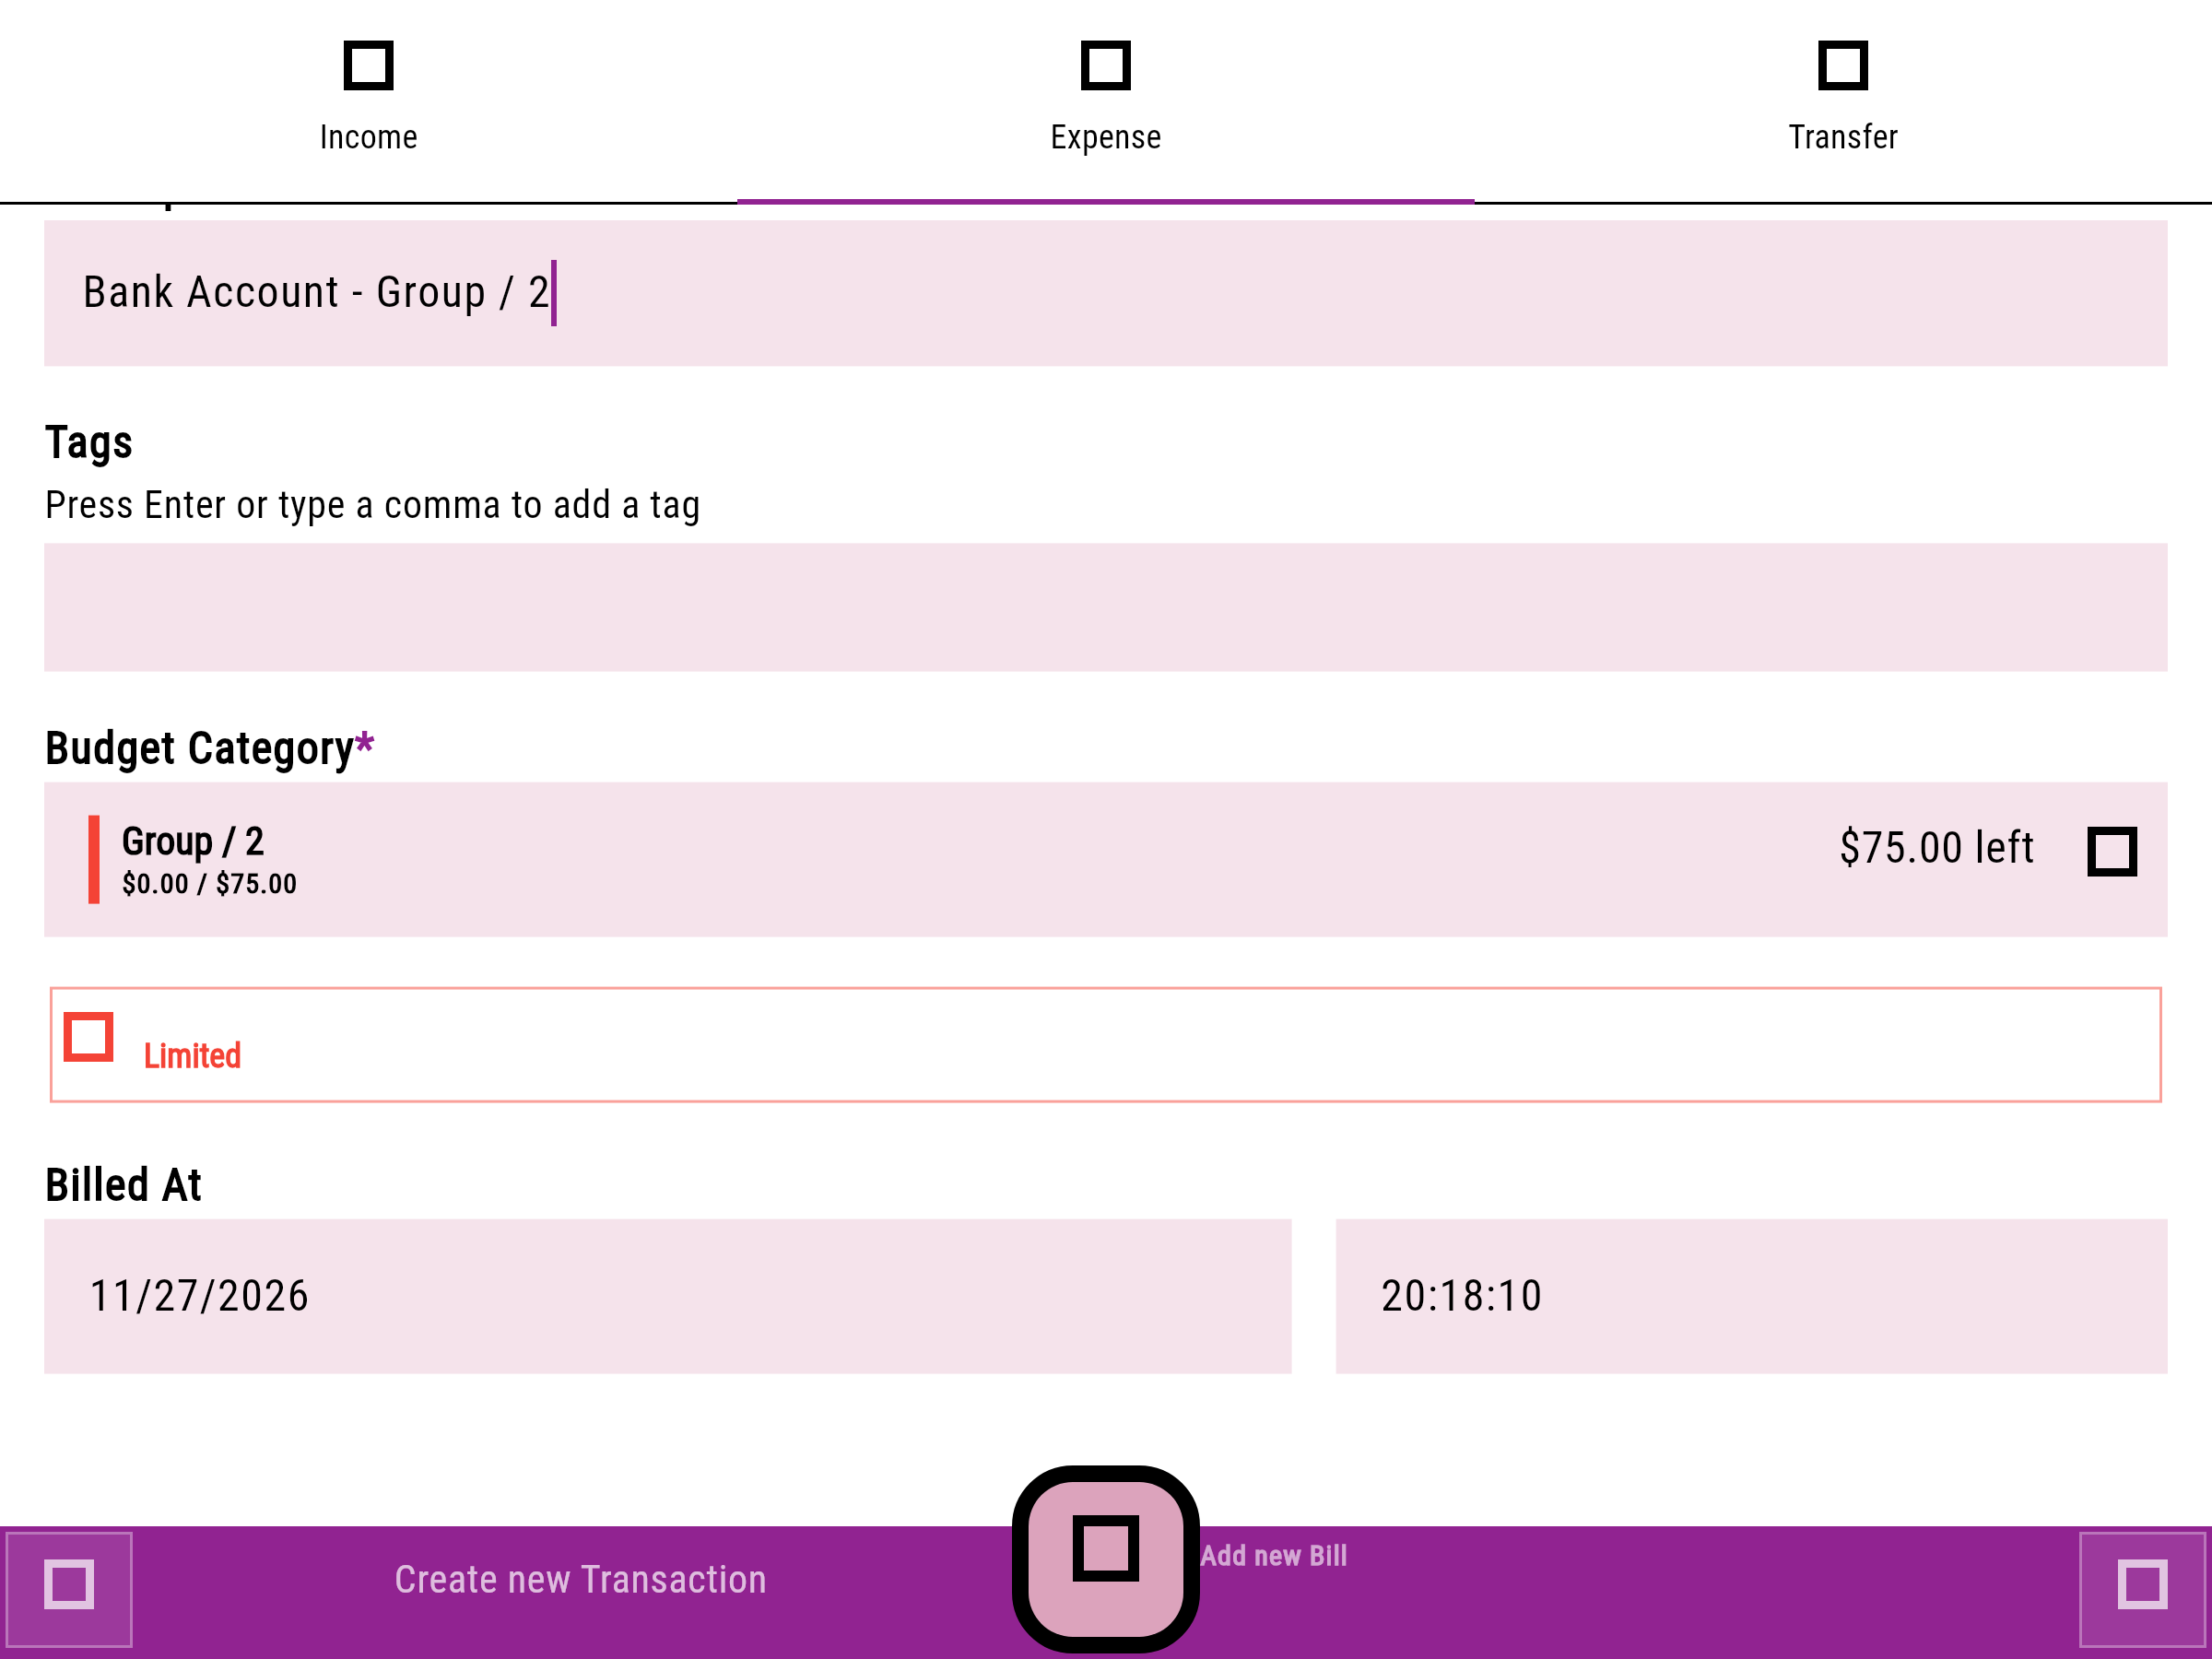 Income
Expense
Transfer
Bank Account - Group / 2
Tags
Press Enter or type a comma to add a tag
Budget Category*
Group / 2
$0.00 / $75.00
$75.00 left
Limited
Billed At
11/27/2026
20:18:10
Create new Transaction
Add new Bill